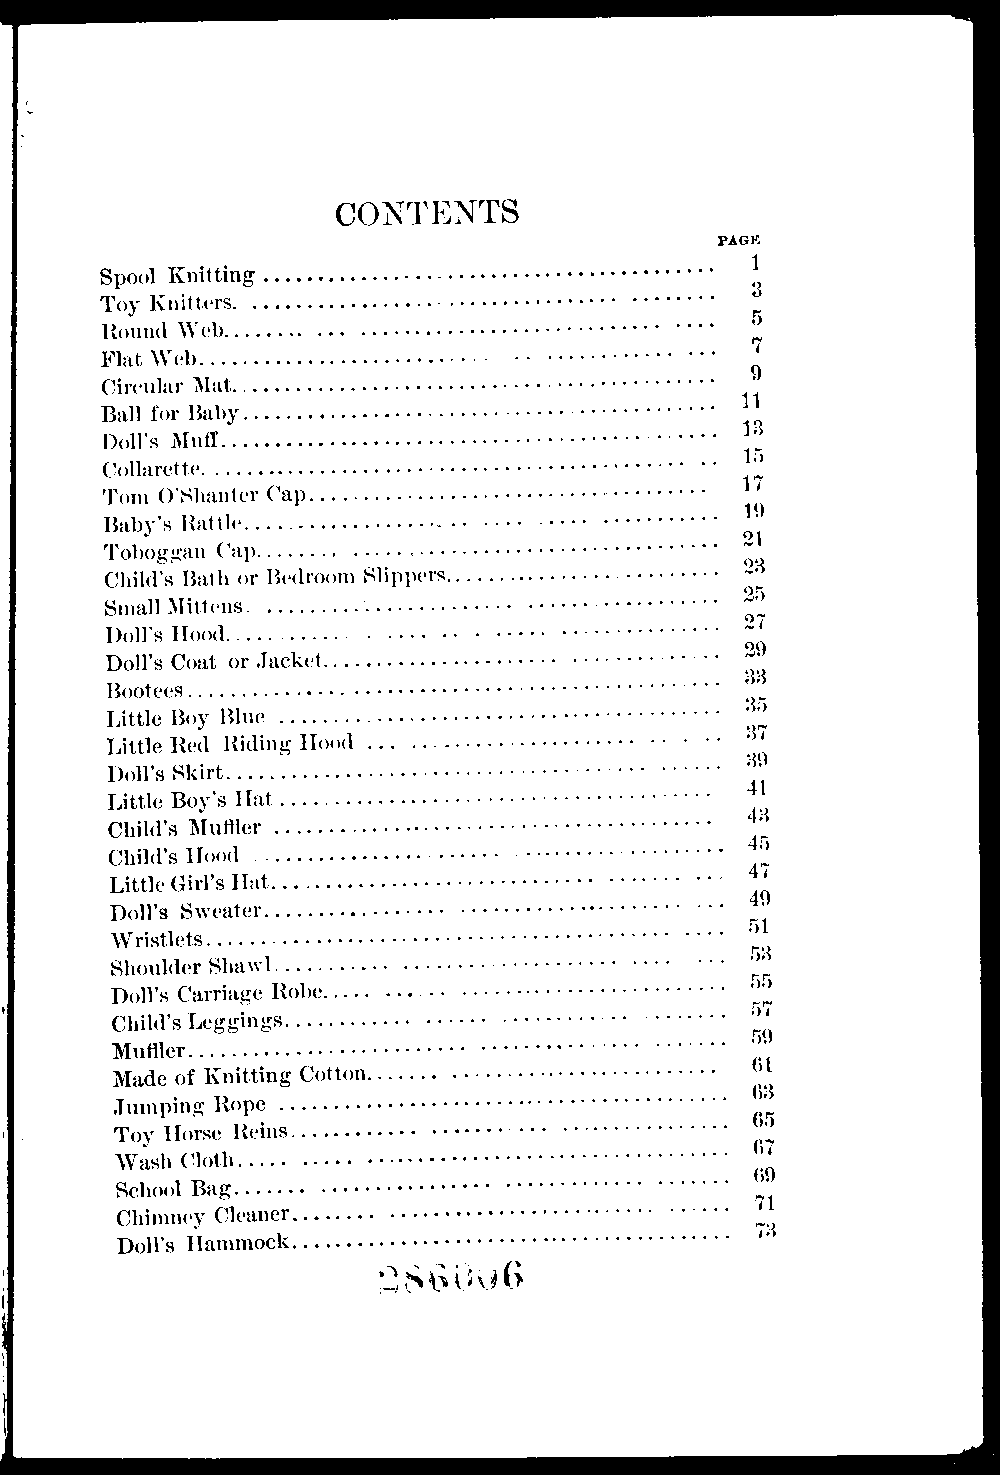 CONTENTS
PAGE
Spool Knitting 1
Toy Knitters 3
Round Web 5
Flat Web 7
Circular Mat 9
Ball for Baby 11
Doll's Muff 13
Collarette 15
Tom O'Shanter Cap 17
Baby's Rattle 19
Toboggan Cap 21
Child's Bath or Bedroom Slippers 23
Small Mittens 25
Doll's Hood 27
Doll's Coat or Jacket 29
Bootees 33
Little Boy Blue 35
Little Red Riding Hood 37
Doll's Skirt 39
Little Boy's Hat 41
Child's Muffler 43
Child's Hood 45
Little Girl's Hat 47
Doll's Sweater 49
Wristlets 51
Shoulder Shawl 53
Doll's Carriage Robe 55
Child's Leggings 57
Muffler 59
Made of Knitting Cotton 61
Jumping Rope 63
Toy Horse Reins 65
Wash Cloth 67
School Bag 69
Chimney Cleaner 71
Doll's Hammock 73